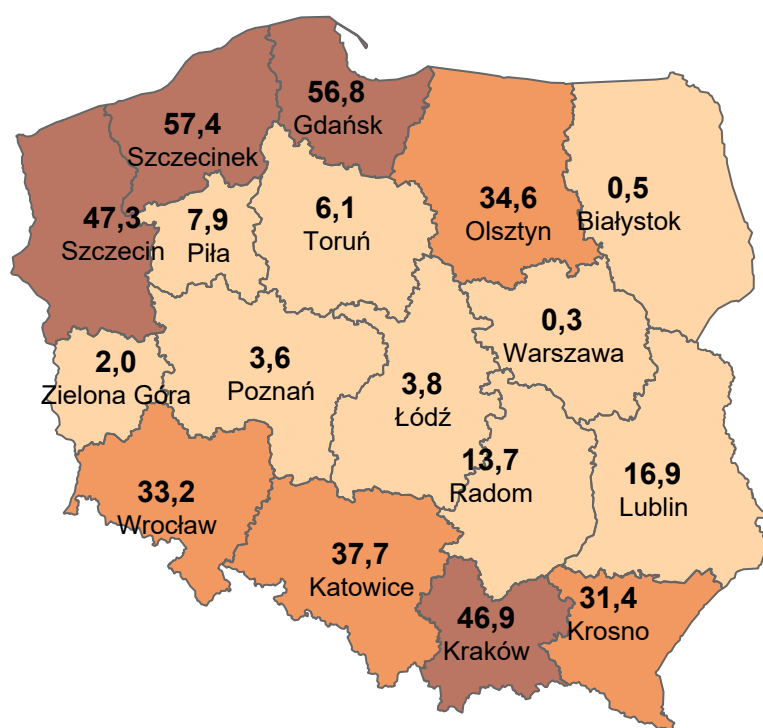 56,8
Gdańsk
57,4
Szczecinek
34,6
Olsztyn
0,5
Białystok
47,3
Szczecin
7,9
Piła
6,1
Toruń
0,3
Warszawa
2,0
Zielona Góra
3,6
Poznań
3,8
Łódź
13,7
Radom
16,9
Lublin
33,2
Wrocław
37,7
Katowice
46,9
Kraków
31,4
Krosno